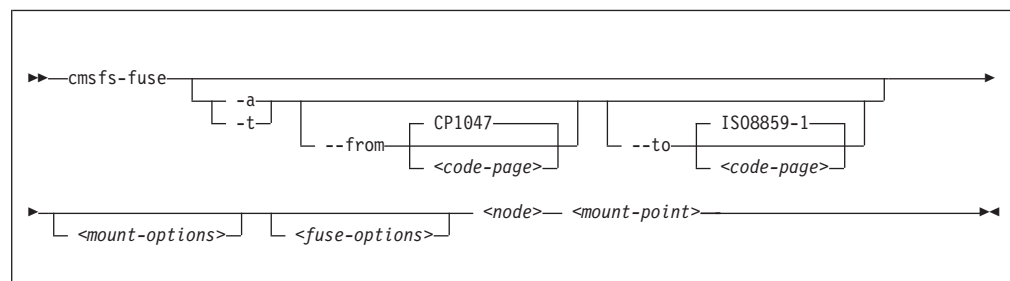 cmsfs-fuse
-a
-t
--from
CP1047
<code-page>
--to
ISO8859-1
<code-page>
<mount-options>
<fuse-options>
<node> <mount-point>